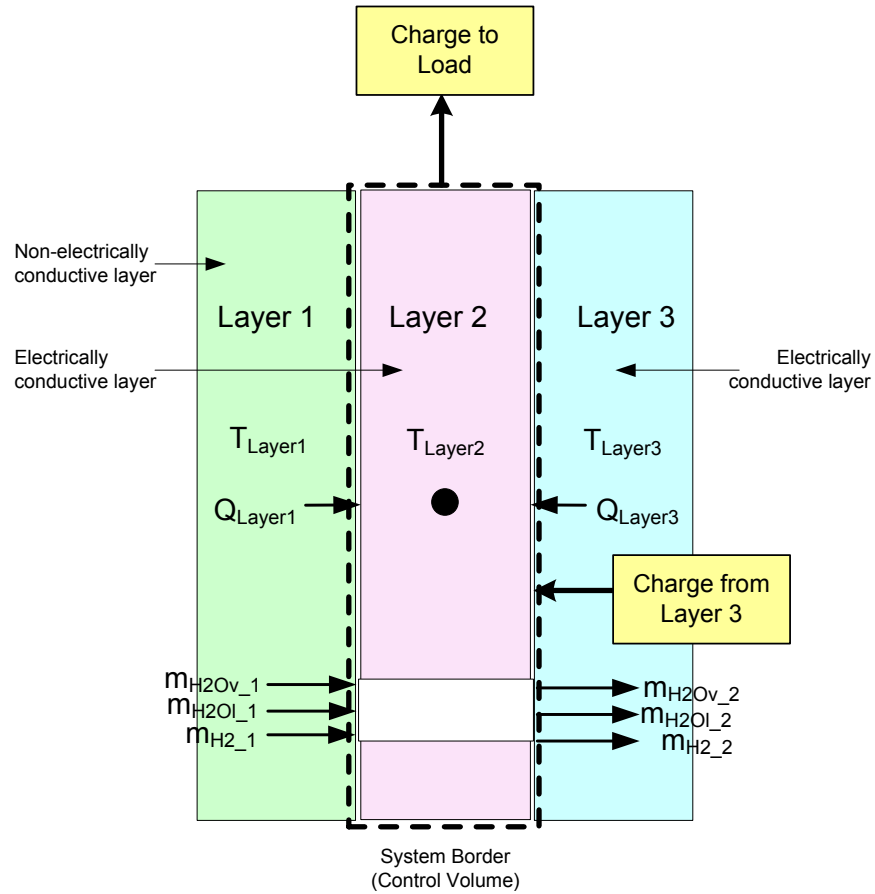 Charge to
Load
Non-electrically
conductive layer
Layer 1
Layer 2
Layer 3
Electrically
conductive layer
Electrically
conductive layer
TLayer1
TLayer2
TLayer3
QLayer1
QLayer3
Charge from
Layer 3
mH2Ov_1
mH2Ol_1
mH2_1
mH2Ov_2
mH2Ol_2
mH2_2
System Border
(Control Volume)